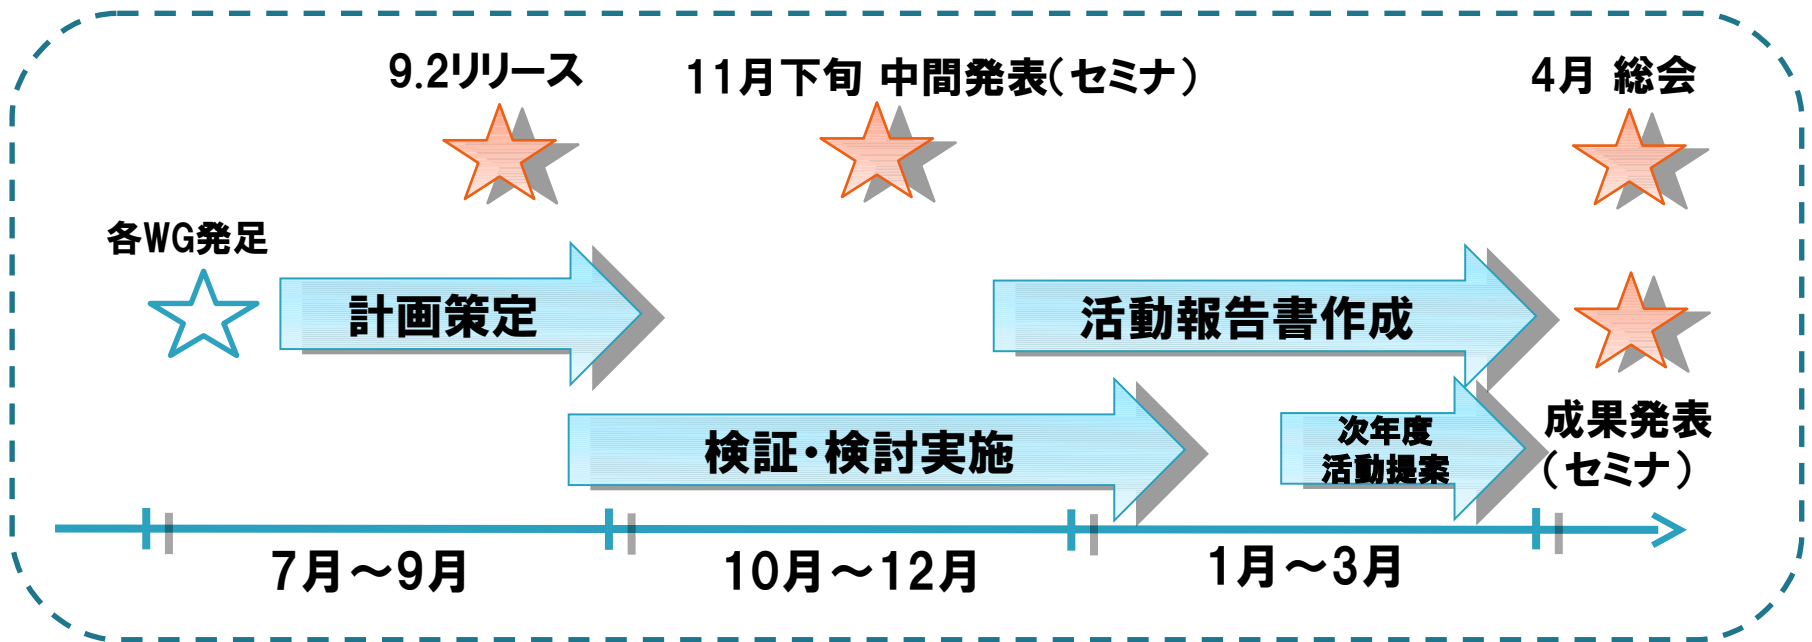 9.2リリース
11月下旬 中間発表(セミナ)
4月 総会
各WG発足
計画策定
活動報告書作成
検証・検討実施
次年度
活動提案
成果発表
(セミナ)
7月～9月
10月～12月
1月～3月